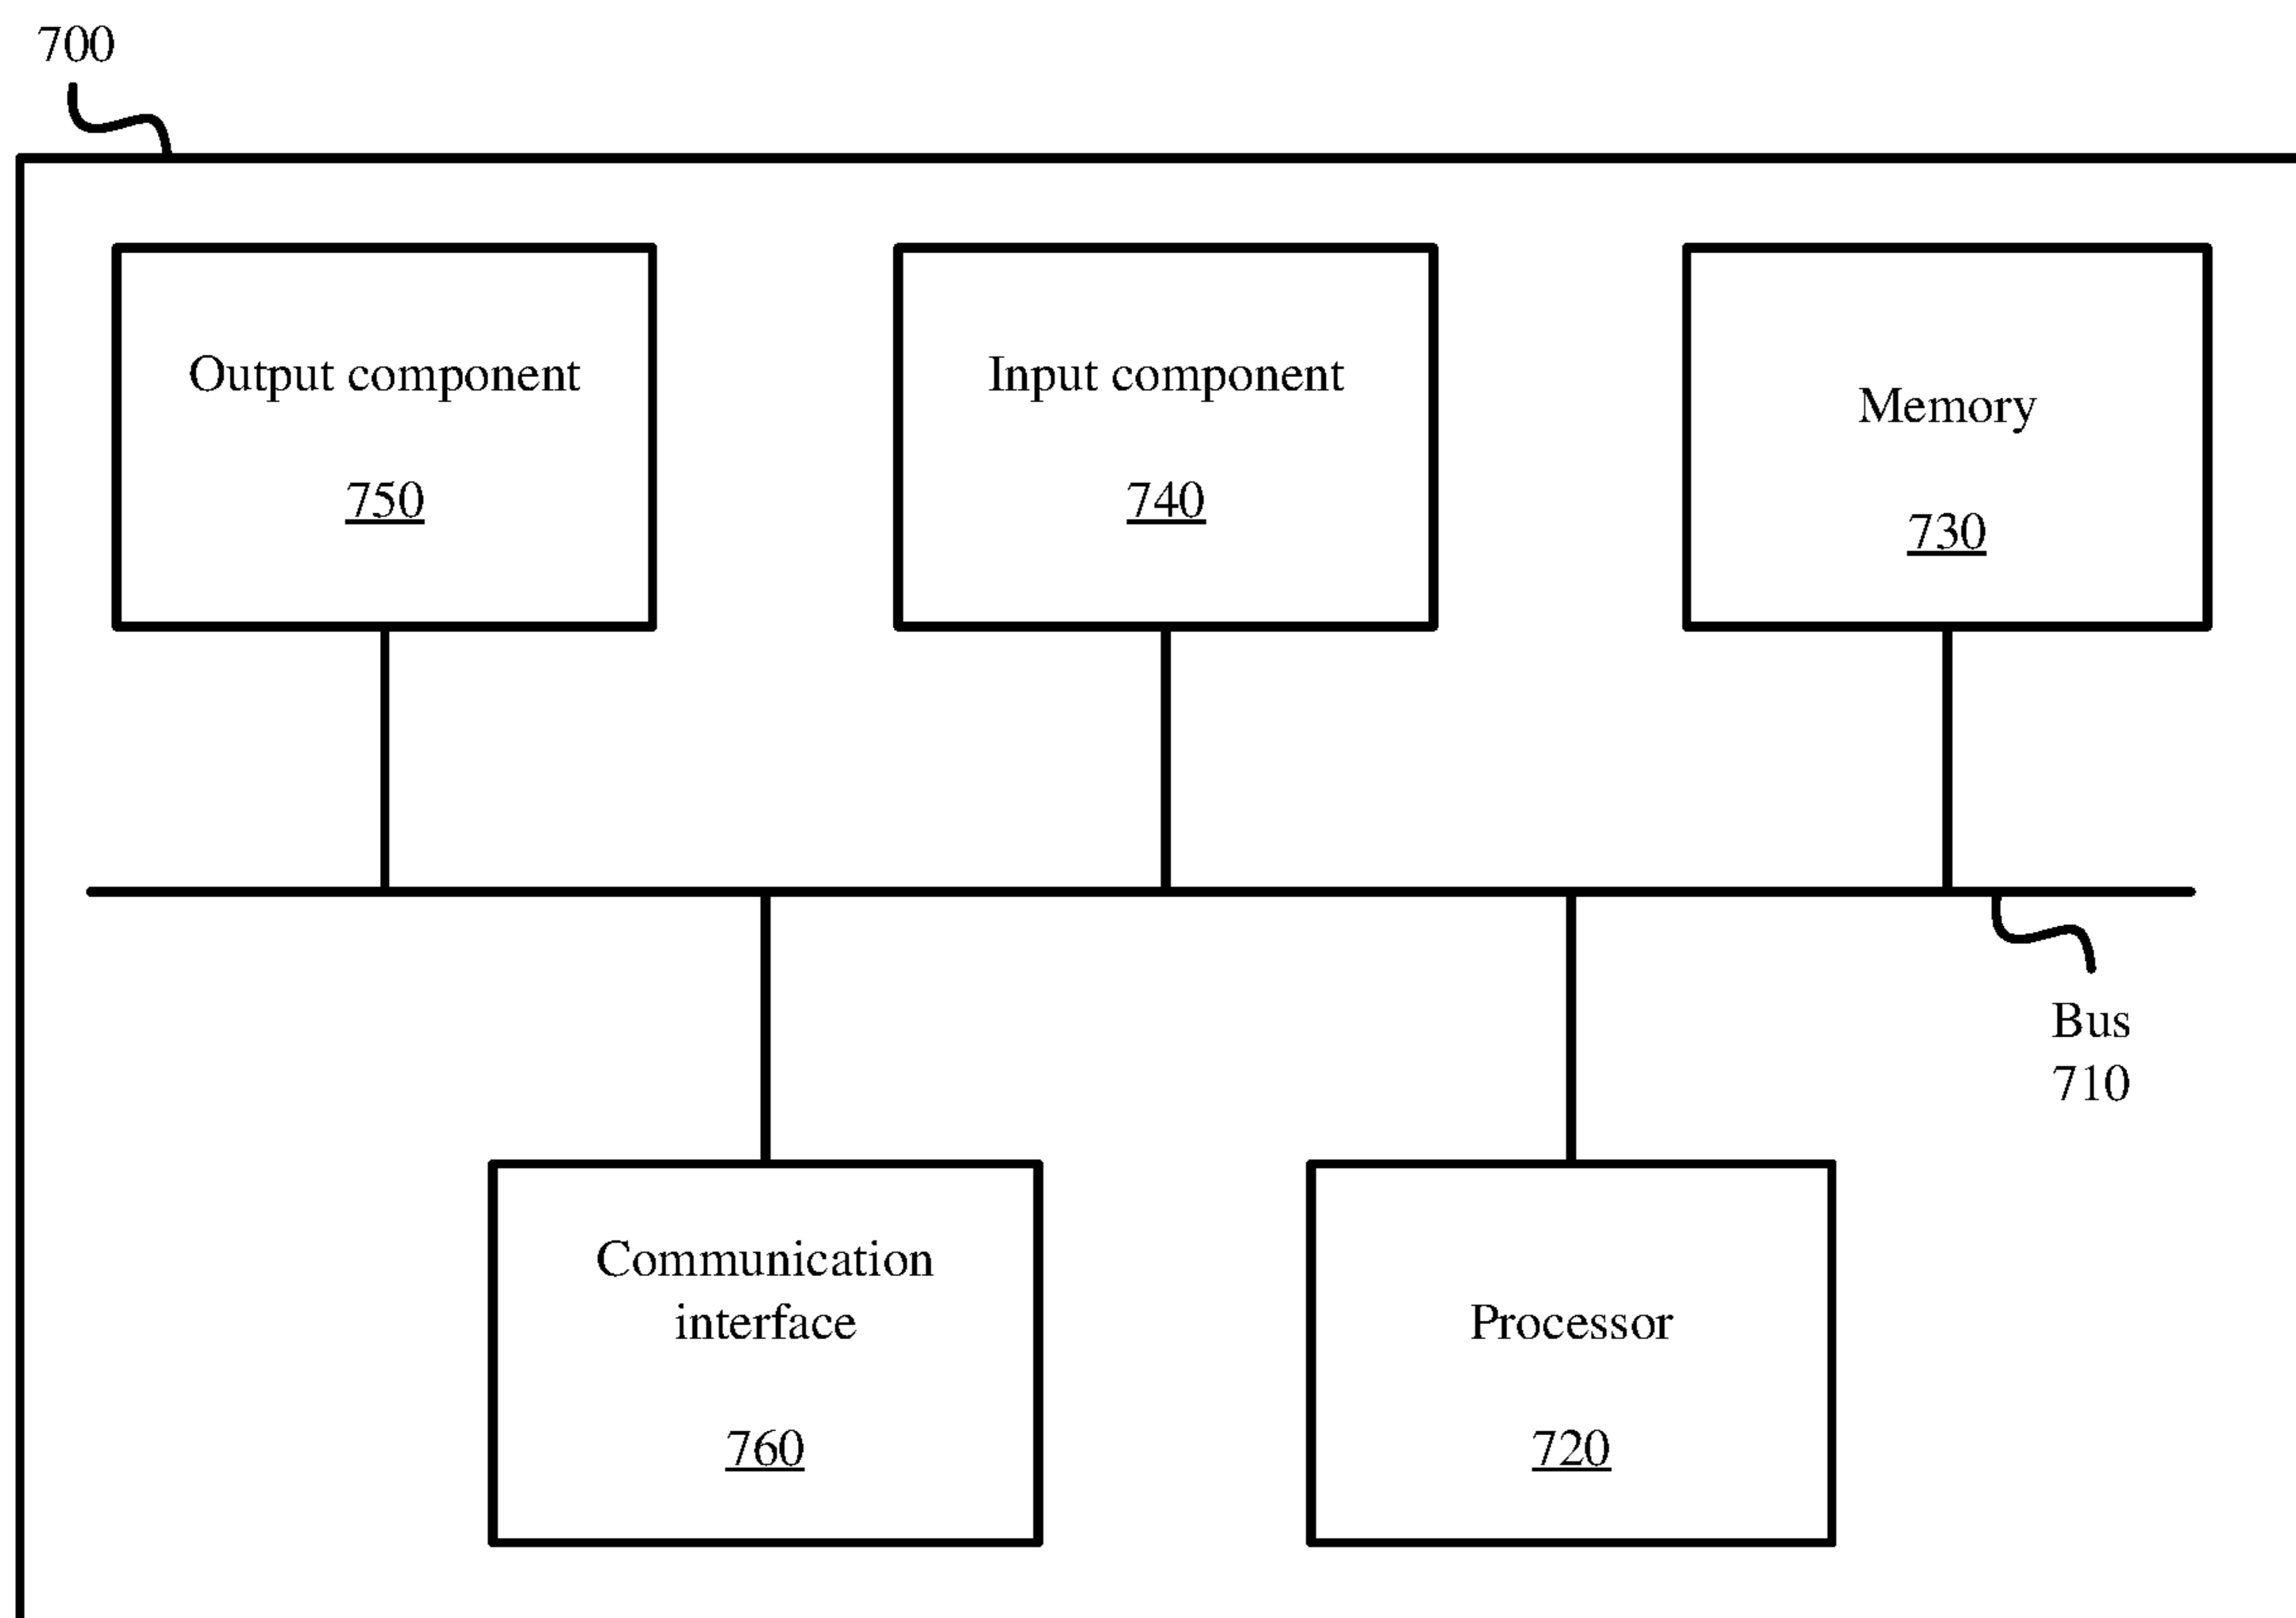 700
Output component
750
Input component
740
Memory
730
Bus
710
Communication
interface
760
Processor
720